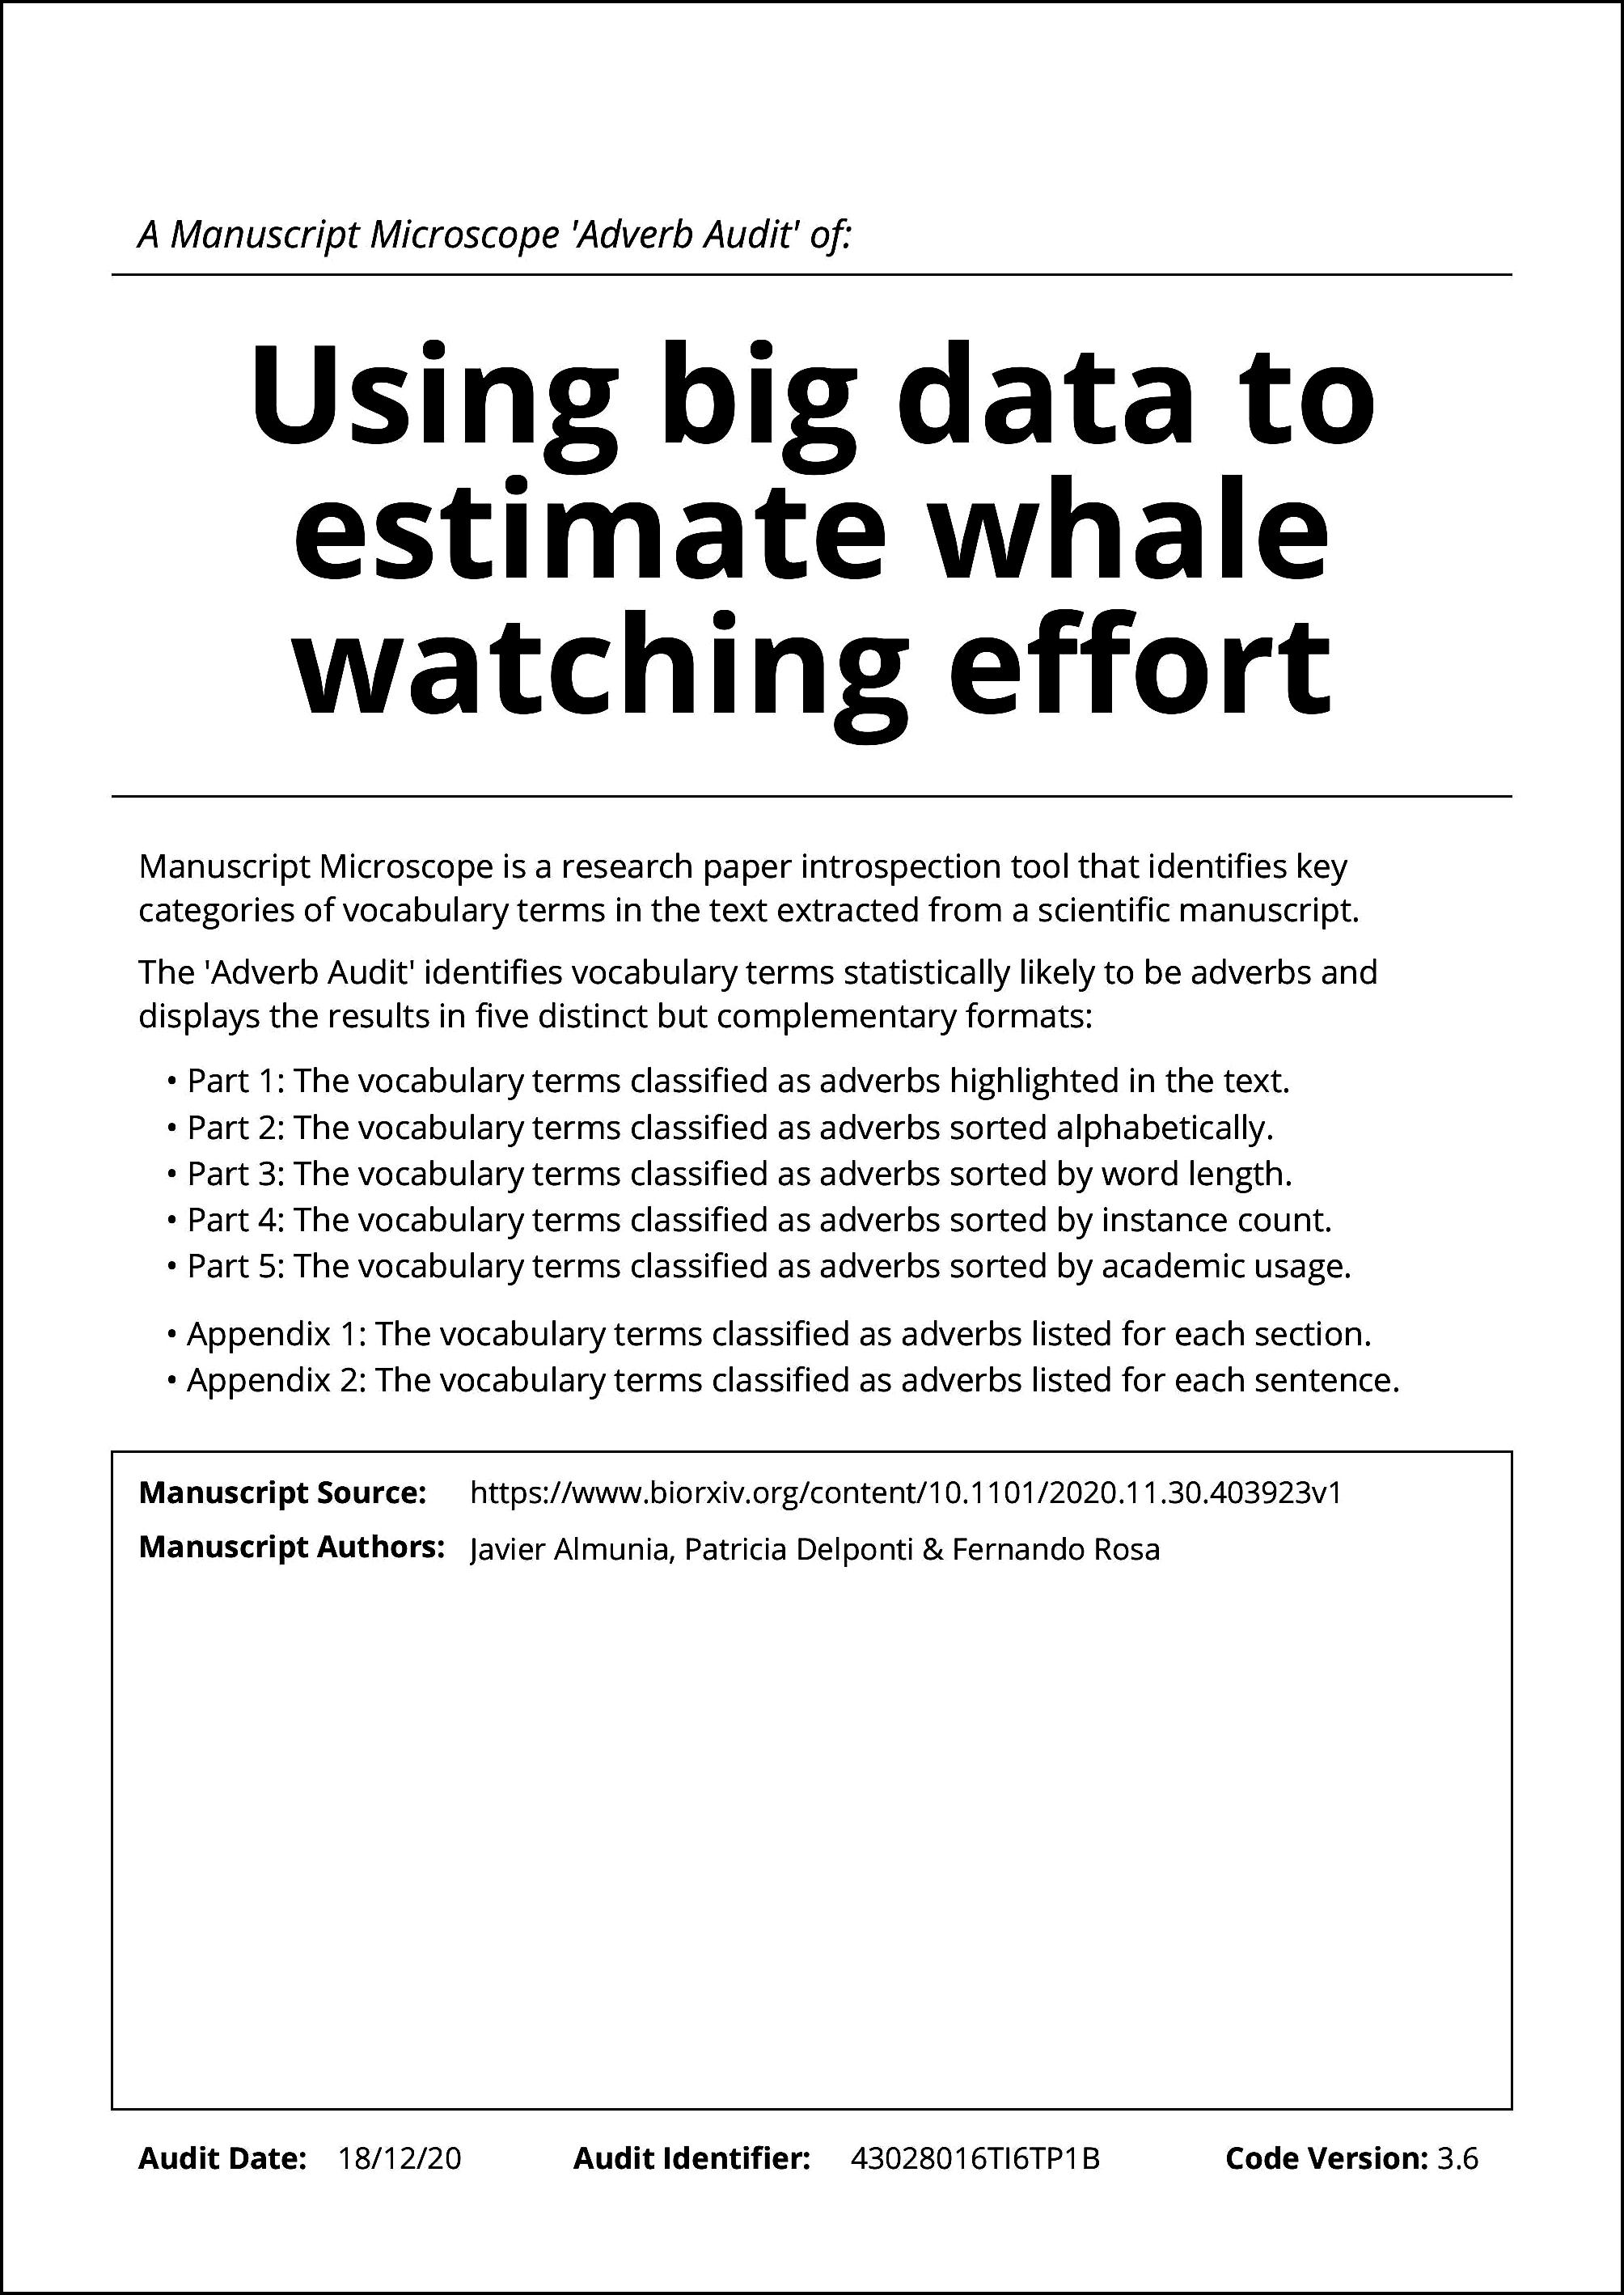 A Manuscript Microscope 'Adverb Audit' of:
Using big data to
estimate whale
watching effort
Manuscript Microscope is a research paper introspection tool that identifies key
categories of vocabulary terms in the text extracted from a scientific manuscript.
The 'Adverb Audit' identifies vocabulary terms statistically likely to be adverbs and
displays the results in five distinct but complementary formats:
• Part 1: The vocabulary terms classified as adverbs highlighted in the text.
• Part 2: The vocabulary terms classified as adverbs sorted alphabetically.
• Part 3: The vocabulary terms classified as adverbs sorted by word length.
• Part 4: The vocabulary terms classified as adverbs sorted by instance count.
• Part 5: The vocabulary terms classified as adverbs sorted by academic usage.
• Appendix 1: The vocabulary terms classified as adverbs listed for each section.
• Appendix 2: The vocabulary terms classified as adverbs listed for each sentence.
Manuscript Source: https://www.biorxiv.org/content/10.1101/2020.11.30.403923v1
Manuscript Authors: Javier Almunia, Patricia Delponti & Fernando Rosa
Audit Date: 18/12/20 Audit Identifier: 43028016TI6TP1B Code Version: 3.6